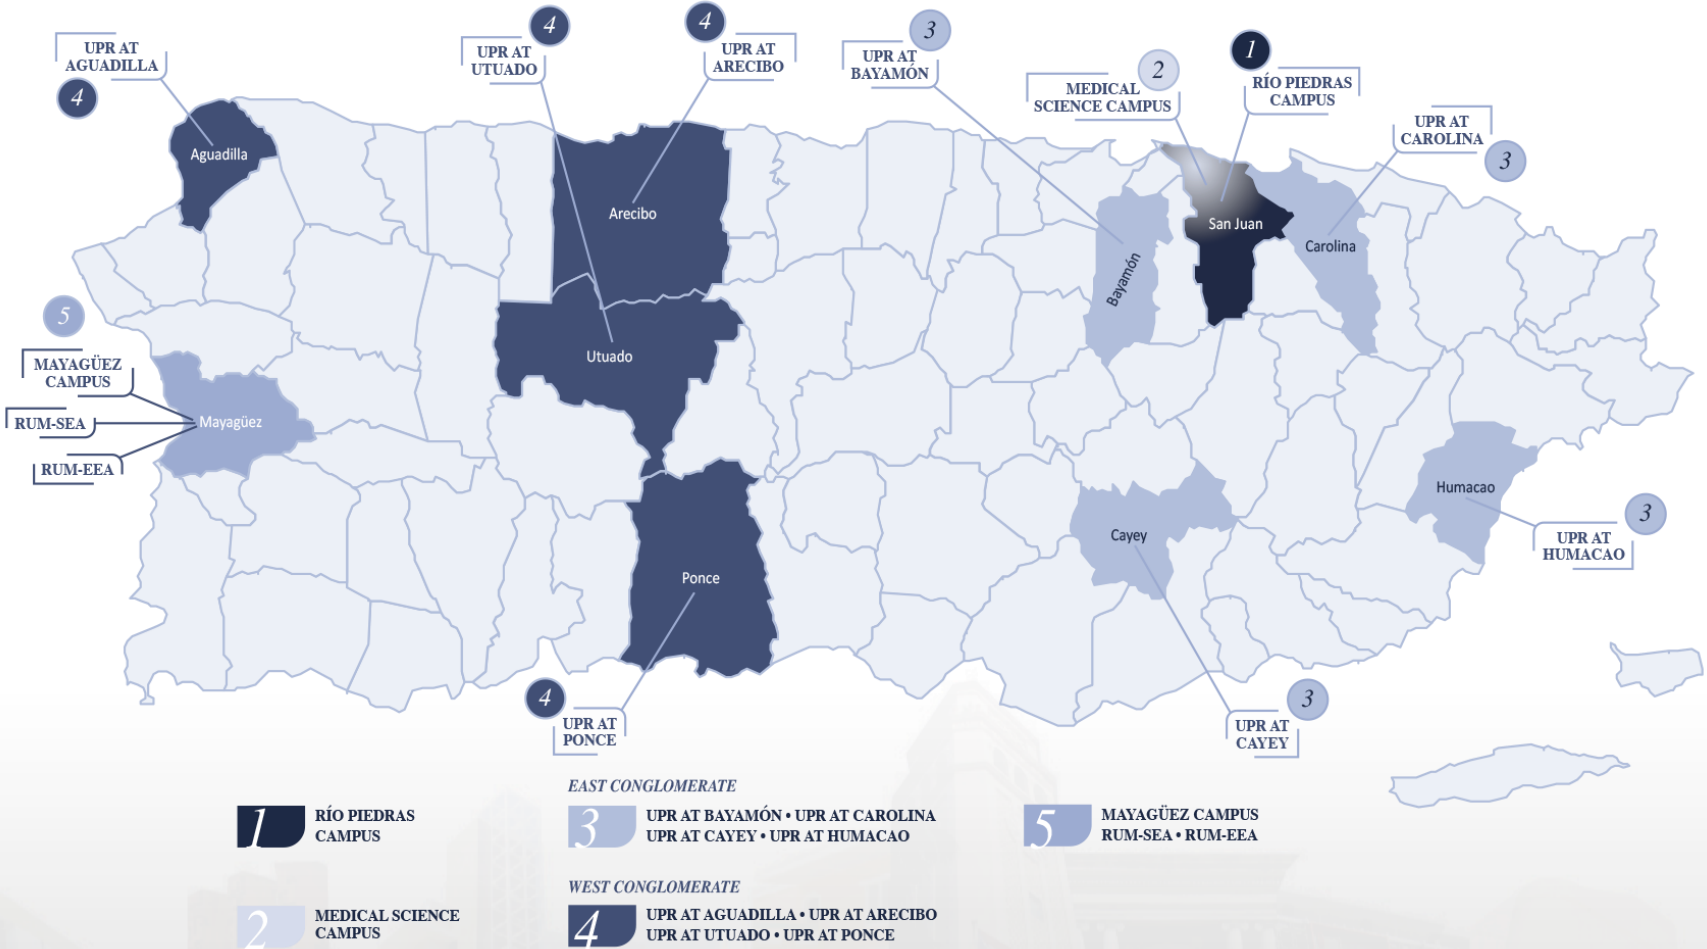 4
4
3
1
UPR AT
AGUADILLA
4
UPR AT
UTUADO
UPR AT
ARECIBO
UPR AT
BAYAMÓN
2
MEDICAL
SCIENCE CAMPUS
RÍO PIEDRAS
CAMPUS
UPR AT
CAROLINA
3
Aguadilla
Arecibo
San Juan
Carolina
Bayamón
5
MAYAGÜEZ
CAMPUS
RUM-SEA
RUM-EEA
Utuado
Mayagüez
Humacao
3
UPR AT
HUMACAO
Cayey
Ponce
4
UPR AT
PONCE
3
UPR AT
CAYEY
1
RÍO PIEDRAS
CAMPUS
2
MEDICAL SCIENCE
CAMPUS
EAST CONGLOMERATE
3
UPR AT BAYAMÓN • UPR AT CAROLINA
UPR AT CAYEY • UPR AT HUMACAO
WEST CONGLOMERATE
4
UPR AT AGUADILLA • UPR AT ARECIBO
UPR AT UTUADO • UPR AT PONCE
5
MAYAGÜEZ CAMPUS
RUM-SEA • RUM-EEA